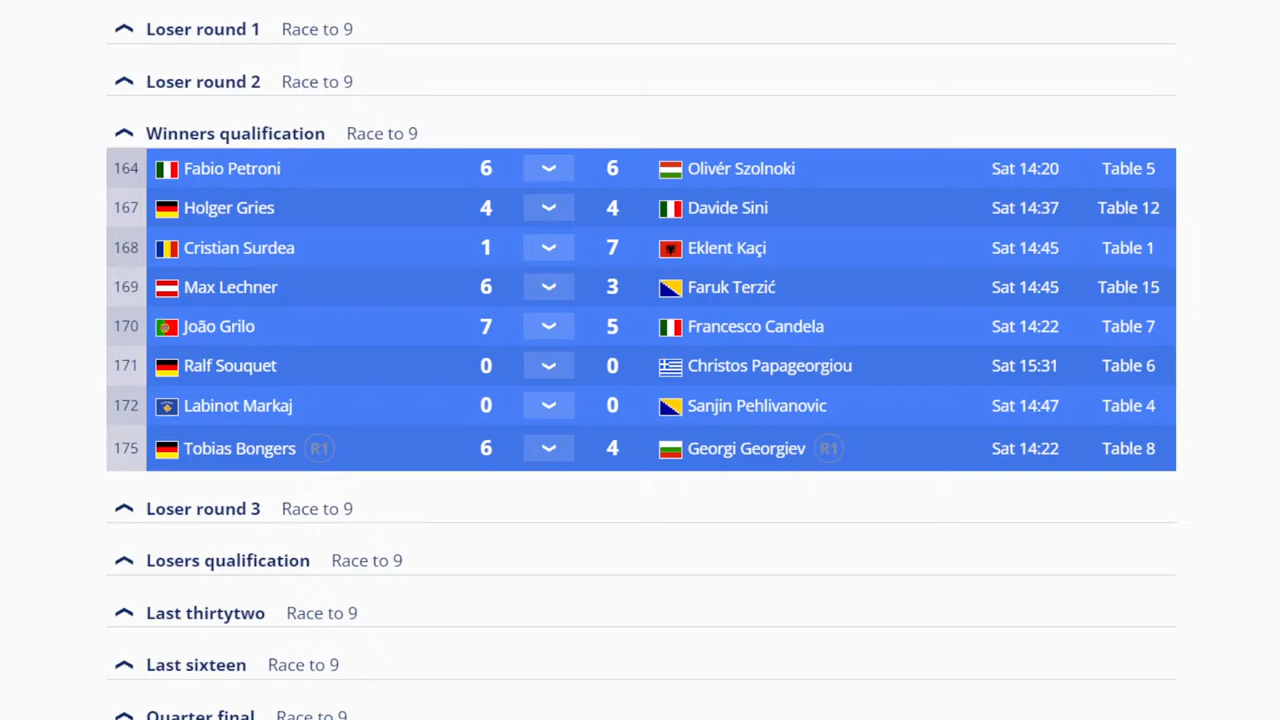 Loser round 1 Race to 9
Loser round 2 Race to 9
Winners qualification Race to 9
164 Fabio Petroni 6 6 Olivér Szolnoki Sat 14:20 Table 5
167 Holger Gries 4 4 Davide Sini Sat 14:37 Table 12
168 Cristian Surdea 1 7 Eklent Kaçi Sat 14:45 Table 1
169 Max Lechner 6 3 Faruk Terzić Sat 14:45 Table 15
170 João Grilo 7 5 Francesco Candela Sat 14:22 Table 7
171 Ralf Souquet 0 0 Christos Papageorgiou Sat 15:31 Table 6
172 Labinot Markaj 0 0 Sanjin Pehlivanovic Sat 14:47 Table 4
175 Tobias Bongers R1 6 4 Georgi Georgiev R1 Sat 14:22 Table 8
Loser round 3 Race to 9
Losers qualification Race to 9
Last thirtytwo Race to 9
Last sixteen Race to 9
Quarter final Race to 9